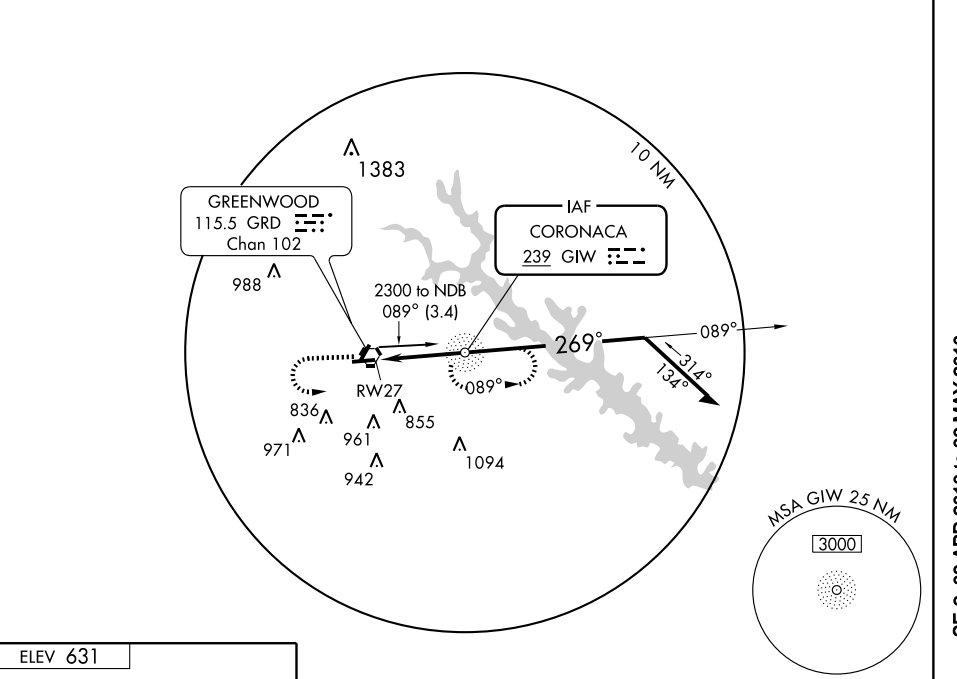 10 NM
1383
GREENWOOD
115.5 GRD
Chan 102
IAF
CORONACA
239 GIW
988
2300 to NDB
089° (3.4)
269°
089°
314°
134°
089°
RW27
836
855
971
961
942
1094
MSA GIW 25 NM
3000
ELEV 631